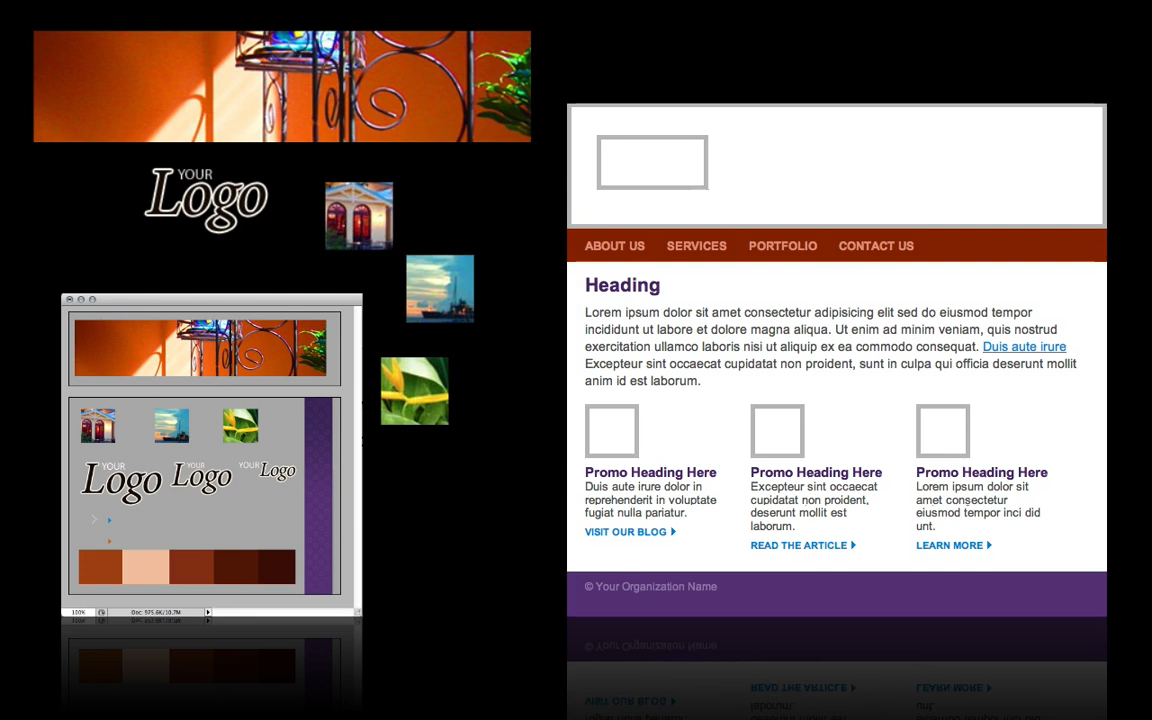 YOUR
Logo
YOUR
Logo
YOUR
Logo
YOUR
Logo
100%
Doc: 975.6K/10.7M
ABOUT US SERVICES PORTFOLIO CONTACT US
Heading
Lorem ipsum dolor sit amet consectetur adipisicing elit sed do eiusmod tempor
incididunt ut labore et dolore magna aliqua. Ut enim ad minim veniam, quis nostrud
exercitation ullamco laboris nisi ut aliquip ex ea commodo consequat. Duis aute irure
Excepteur sint occaecat cupidatat non proident, sunt in culpa qui officia deserunt mollit
anim id est laborum.
Promo Heading Here
Duis aute irure dolor in
reprehenderit in voluptate
fugiat nulla pariatur.
VISIT OUR BLOG
Promo Heading Here
Excepteur sint occaecat
cupidatat non proident,
deserunt mollit est
laborum.
READ THE ARTICLE
Promo Heading Here
Lorem ipsum dolor sit
amet consectetur
eiusmod tempor inci did
unt.
LEARN MORE
© Your Organization Name